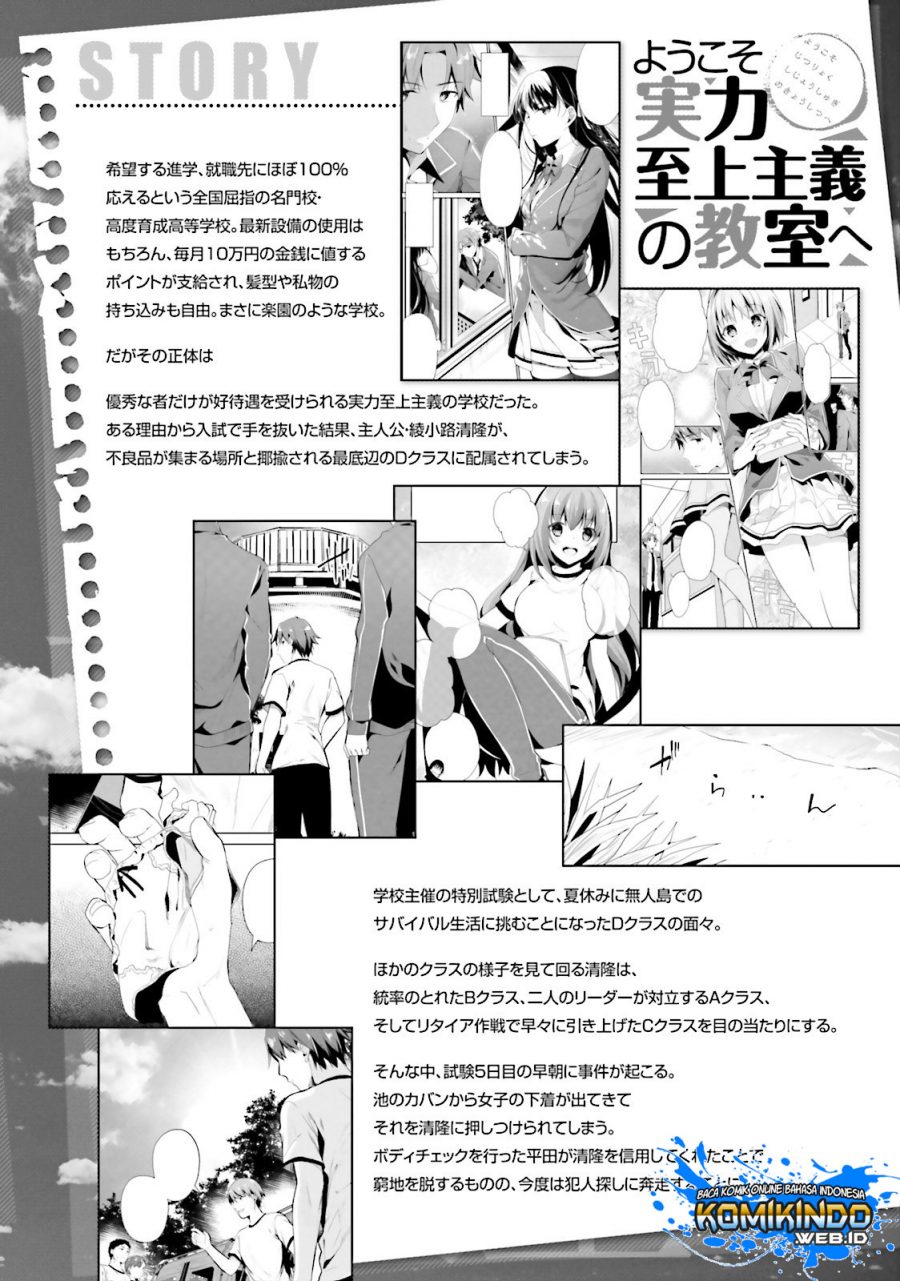 STORY
ようこそ
実力
至上主義
の教室へ
ようこそ
じつりょく
しじょうしゅぎ
のきょうしつへ
希望する進学、就職先にほぼ100%
応えるという全国屈指の名門校・
高度育成高等学校。最新設備の使用は
もちろん、毎月10万円の金銭に値する
ポイントが支給され、髪型や私物の
持ち込みも自由。まさに楽園のような学校。
だがその正体は
優秀な者だけが好待遇を受けられる実力至上主義の学校だった。
ある理由から入試で手を抜いた結果、主人公・綾小路清隆が、
不良品が集まる場所と揶揄される最底辺のDクラスに配属されてしまう。
キラ
キラ
がらん
学校主催の特別試験として、夏休みに無人島での
サバイバル生活に挑むことになったDクラスの面々。
ほかのクラスの様子を見て回る清隆は、
統率のとれたBクラス、二人のリーダーが対立するAクラス、
そしてリタイア作戦で早々に引き上げたCクラスを目の当たりにする。
そんな中、試験5日目の早朝に事件が起こる。
池のカバンから女子の下着が出てきて
それを清隆に押しつけられてしまう。
ボディチェックを行った平田が清隆を信用してくれたことで
窮地を脱するものの、今度は犯人探しに奔走する
BACA KOMIK ONLINE BAHASA INDONESIA
KOMIKINDO
WEB.ID